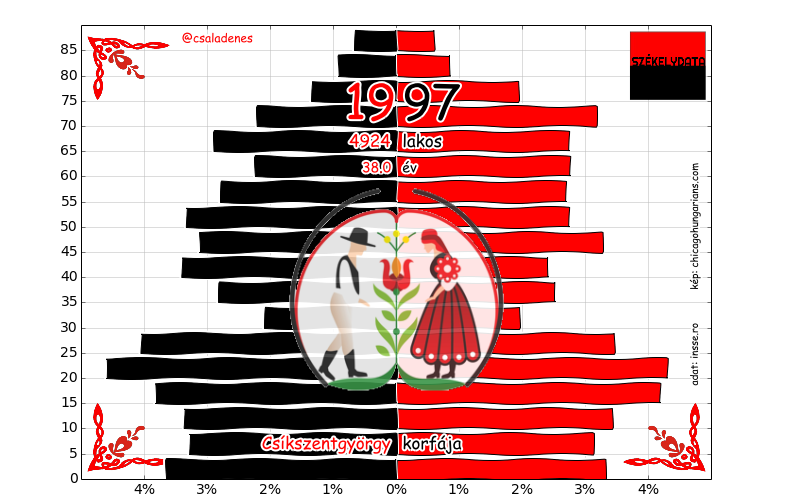 @csaladenes
SZÉKELYDATA
1997
4924 lakos
38.0 év
kép: chicagohungarians.com
adat: insse.ro
Csíkszentgyörgy korfája
85
80
75
70
65
60
55
50
45
40
35
30
25
20
15
10
5
0
4% 3% 2% 1% 0% 1% 2% 3% 4%